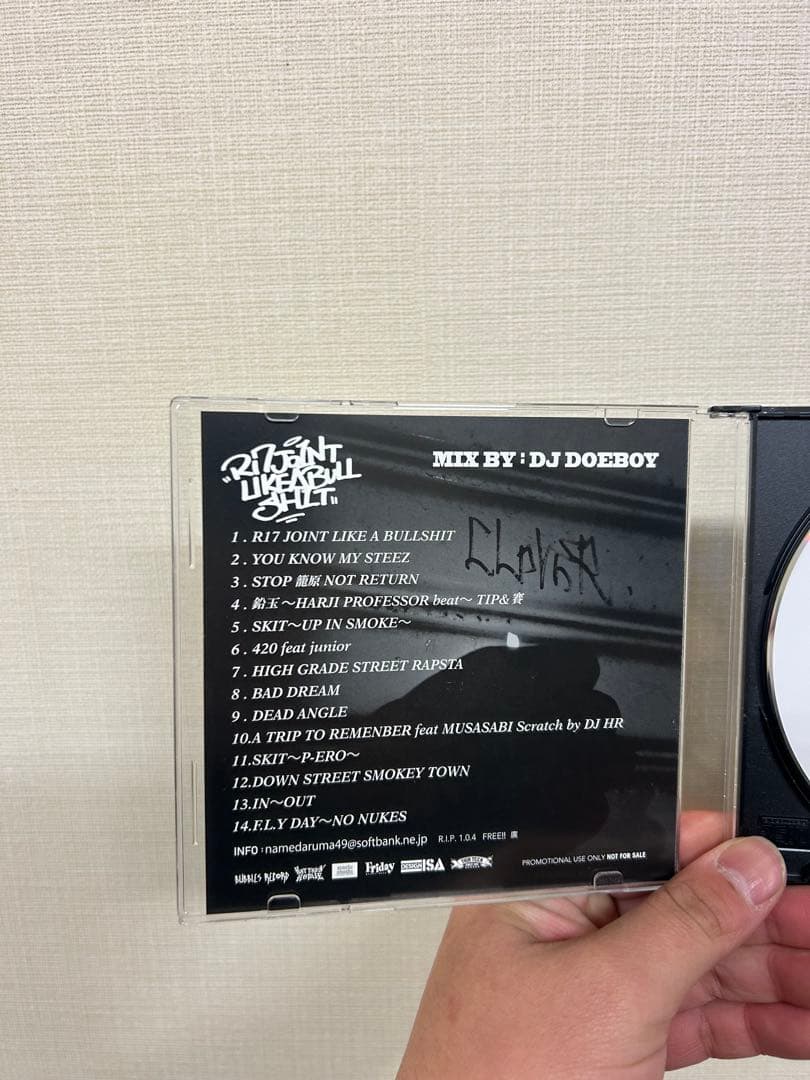 "R17 JOINT
LIKE A BULL
SHIT"
MIX BY : DJ DOEBOY
1 . R17 JOINT LIKE A BULLSHIT
2 . YOU KNOW MY STEEZ
3 . STOP 籠原 NOT RETURN
4 . 鉛玉〜HARJI PROFESSOR beat〜 TIP& 賽
5 . SKIT〜UP IN SMOKE〜
6 . 420 feat junior
7 . HIGH GRADE STREET RAPSTA
8 . BAD DREAM
9 . DEAD ANGLE
10.A TRIP TO REMENBER feat MUSASABI Scratch by DJ HR
11.SKIT〜P-ERO〜
12.DOWN STREET SMOKEY TOWN
13.IN〜OUT
14.F.L.Y DAY〜NO NUKES
INFO : namedaruma49@softbank.ne.jp R.I.P. 1.0.4 FREE!! 廣
BUBBLES RECORD
Friday
DESIGN ISA
PROMOTIONAL USE ONLY NOT FOR SALE